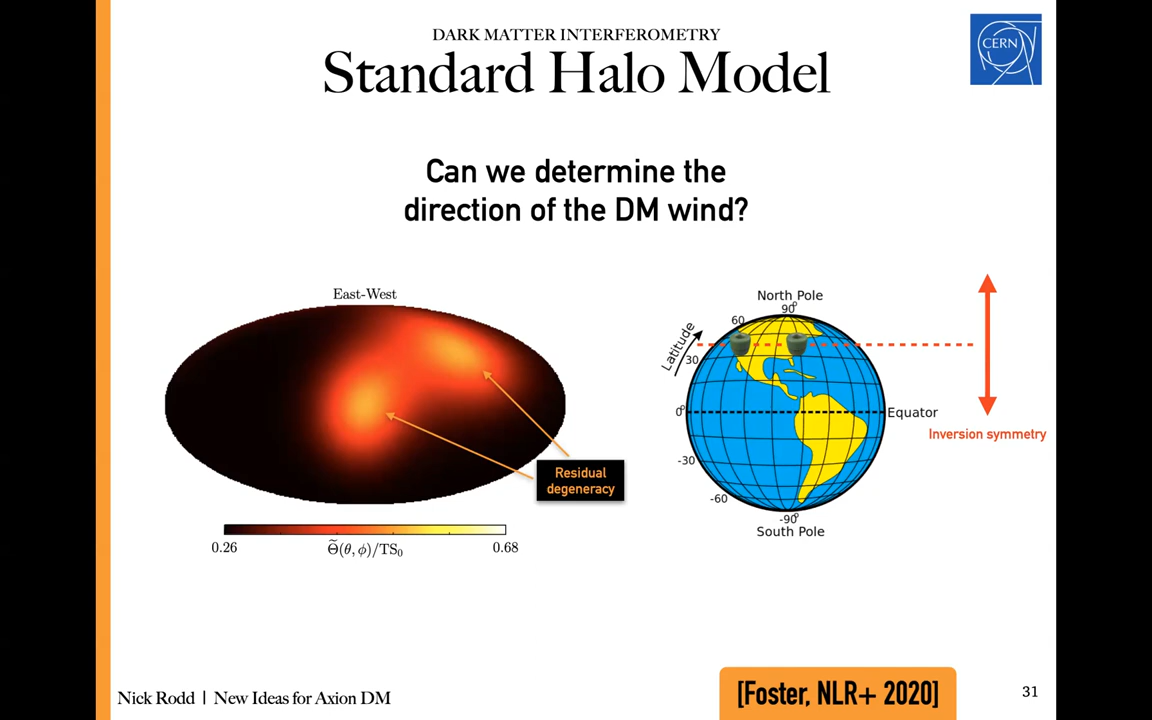 DARK MATTER INTERFEROMETRY
Standard Halo Model
CERN
Can we determine the
direction of the DM wind?
East-West
Residual
degeneracy
0.26
Θ̃(θ, ϕ)/TS₀
0.68
North Pole
90°
60
Latitude
30
0°
Equator
-30
-60
-90°
South Pole
Inversion symmetry
Nick Rodd | New Ideas for Axion DM
[Foster, NLR+ 2020]
31